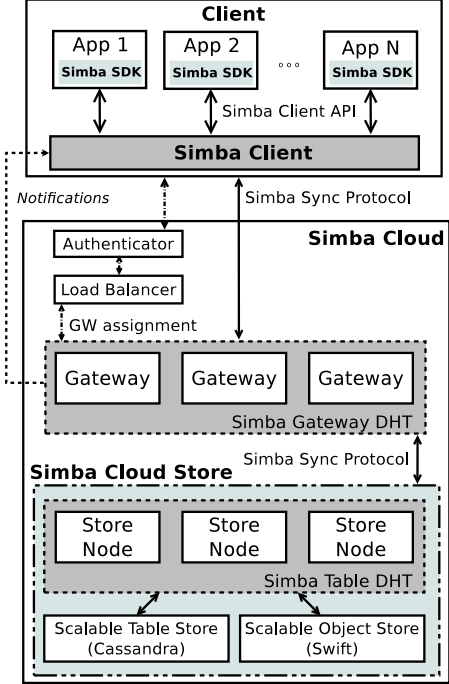 Client
App 1
Simba SDK
App 2
Simba SDK
App N
Simba SDK
Simba Client API
Simba Client
Notifications
Simba Sync Protocol
Authenticator
Simba Cloud
Load Balancer
GW assignment
Gateway
Gateway
Gateway
Simba Gateway DHT
Simba Sync Protocol
Simba Cloud Store
Store
Node
Store
Node
Store
Node
Simba Table DHT
Scalable Table Store
(Cassandra)
Scalable Object Store
(Swift)